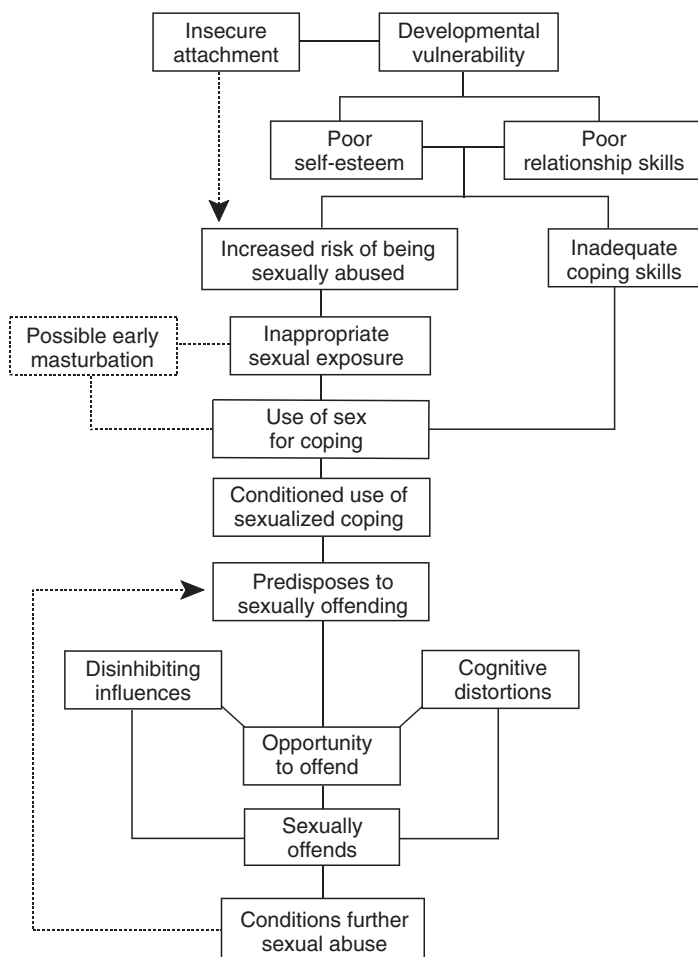 Insecure
attachment
Developmental
vulnerability
Poor
self-esteem
Poor
relationship skills
Increased risk of being
sexually abused
Inadequate
coping skills
Possible early
masturbation
Inappropriate
sexual exposure
Use of sex
for coping
Conditioned use of
sexualized coping
Predisposes to
sexually offending
Disinhibiting
influences
Cognitive
distortions
Opportunity
to offend
Sexually
offends
Conditions further
sexual abuse